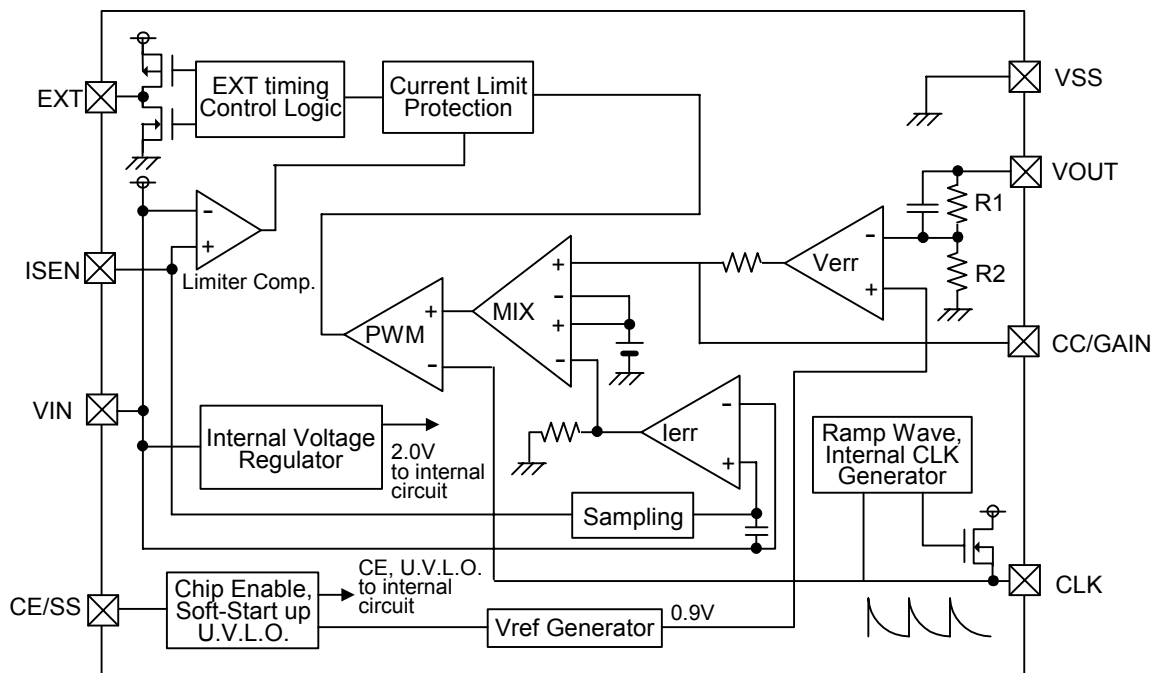 EXT
EXT timing
Control Logic
Current Limit
Protection
VSS
VOUT
R1
R2
-
+
Limiter Comp.
ISEN
-
+
Verr
+
-
+
-
MIX
+
-
PWM
CC/GAIN
VIN
Internal Voltage
Regulator
2.0V
to internal
circuit
-
+
Ierr
Ramp Wave,
Internal CLK
Generator
Sampling
CE/SS
Chip Enable,
Soft-Start up
U.V.L.O.
CE, U.V.L.O.
to internal
circuit
Vref Generator
0.9V
CLK